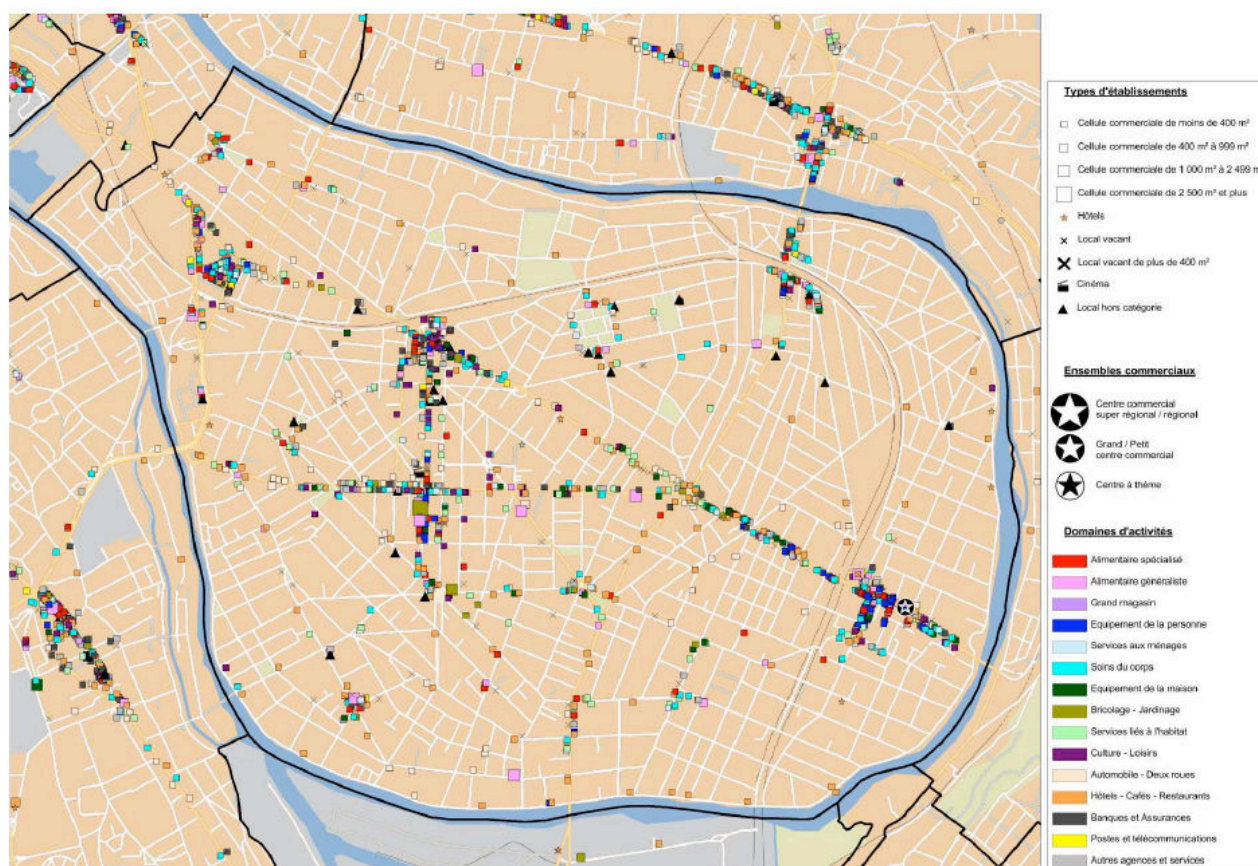 Types d'établissements
Cellule commerciale de moins de 400 m²
Cellule commerciale de 400 m² à 999 m²
Cellule commerciale de 1 000 m² à 2 499 m
Cellule commerciale de 2 500 m² et plus
Hôtels
Local vacant
Local vacant de plus de 400 m²
Cinéma
Local hors catégorie
Ensembles commerciaux
Centre commercial
super régional / régional
Grand / Petit
centre commercial
Centre à thème
Domaines d'activités
Alimentaire spécialisé
Alimentaire généraliste
Grand magasin
Equipement de la personne
Services aux ménages
Soins du corps
Equipement de la maison
Bricolage - Jardinage
Services liés à l'habitat
Culture - Loisirs
Automobile - Deux roues
Hôtels - Cafés - Restaurants
Banques et Assurances
Postes et télécommunications
Autres agences et services